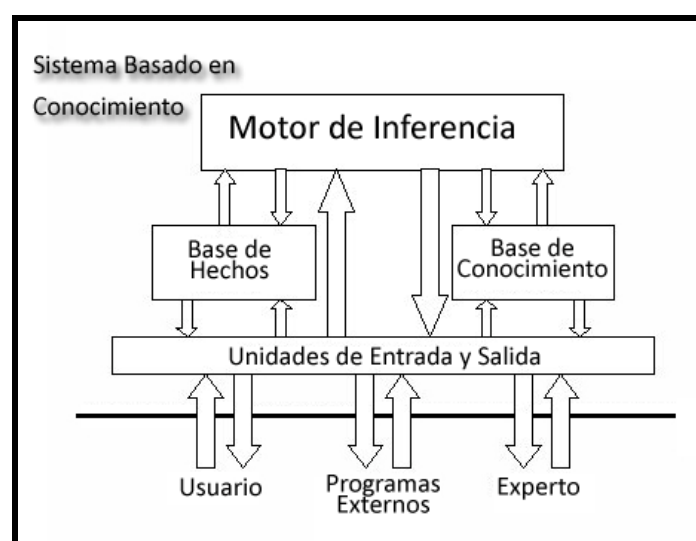 Sistema Basado en
Conocimiento
Motor de Inferencia
Base de
Hechos
Base de
Conocimiento
Unidades de Entrada y Salida
Usuario
Programas
Externos
Experto